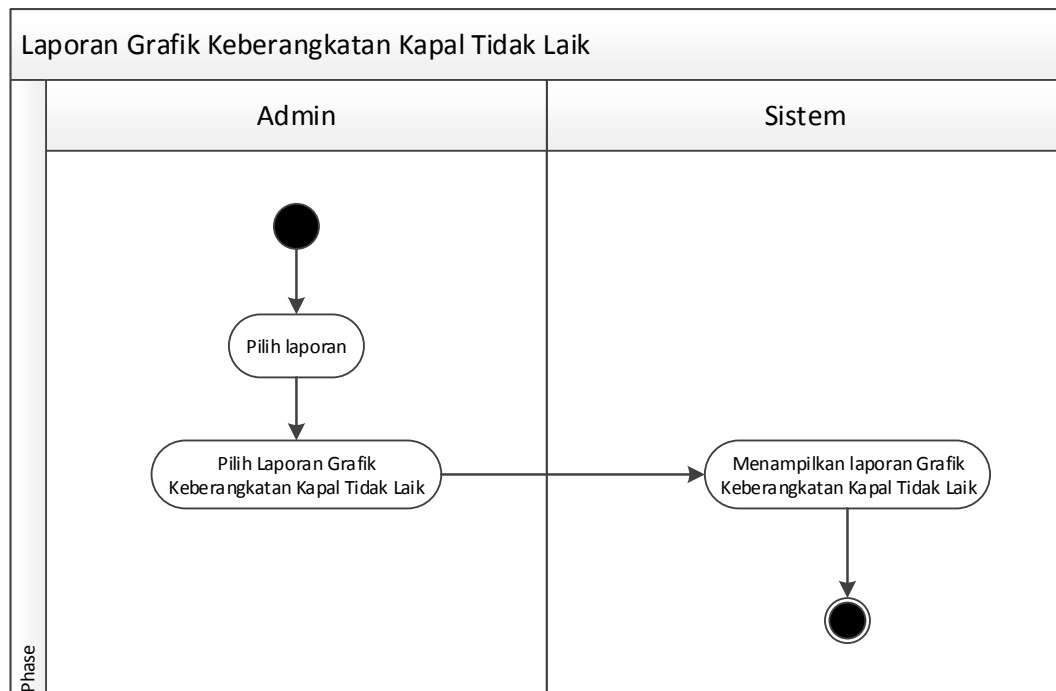 Laporan Grafik Keberangkatan Kapal Tidak Laik
Admin
Sistem
Pilih laporan
Pilih Laporan Grafik
Keberangkatan Kapal Tidak Laik
Menampilkan laporan Grafik
Keberangkatan Kapal Tidak Laik
Phase